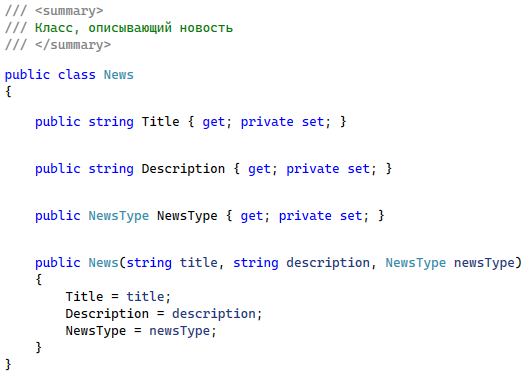 /// <summary>
/// Класс, описывающий новость
/// </summary>
public class News
{
public string Title { get; private set; }
public string Description { get; private set; }
public NewsType NewsType { get; private set; }
public News(string title, string description, NewsType newsType)
{
Title = title;
Description = description;
NewsType = newsType;
}
}